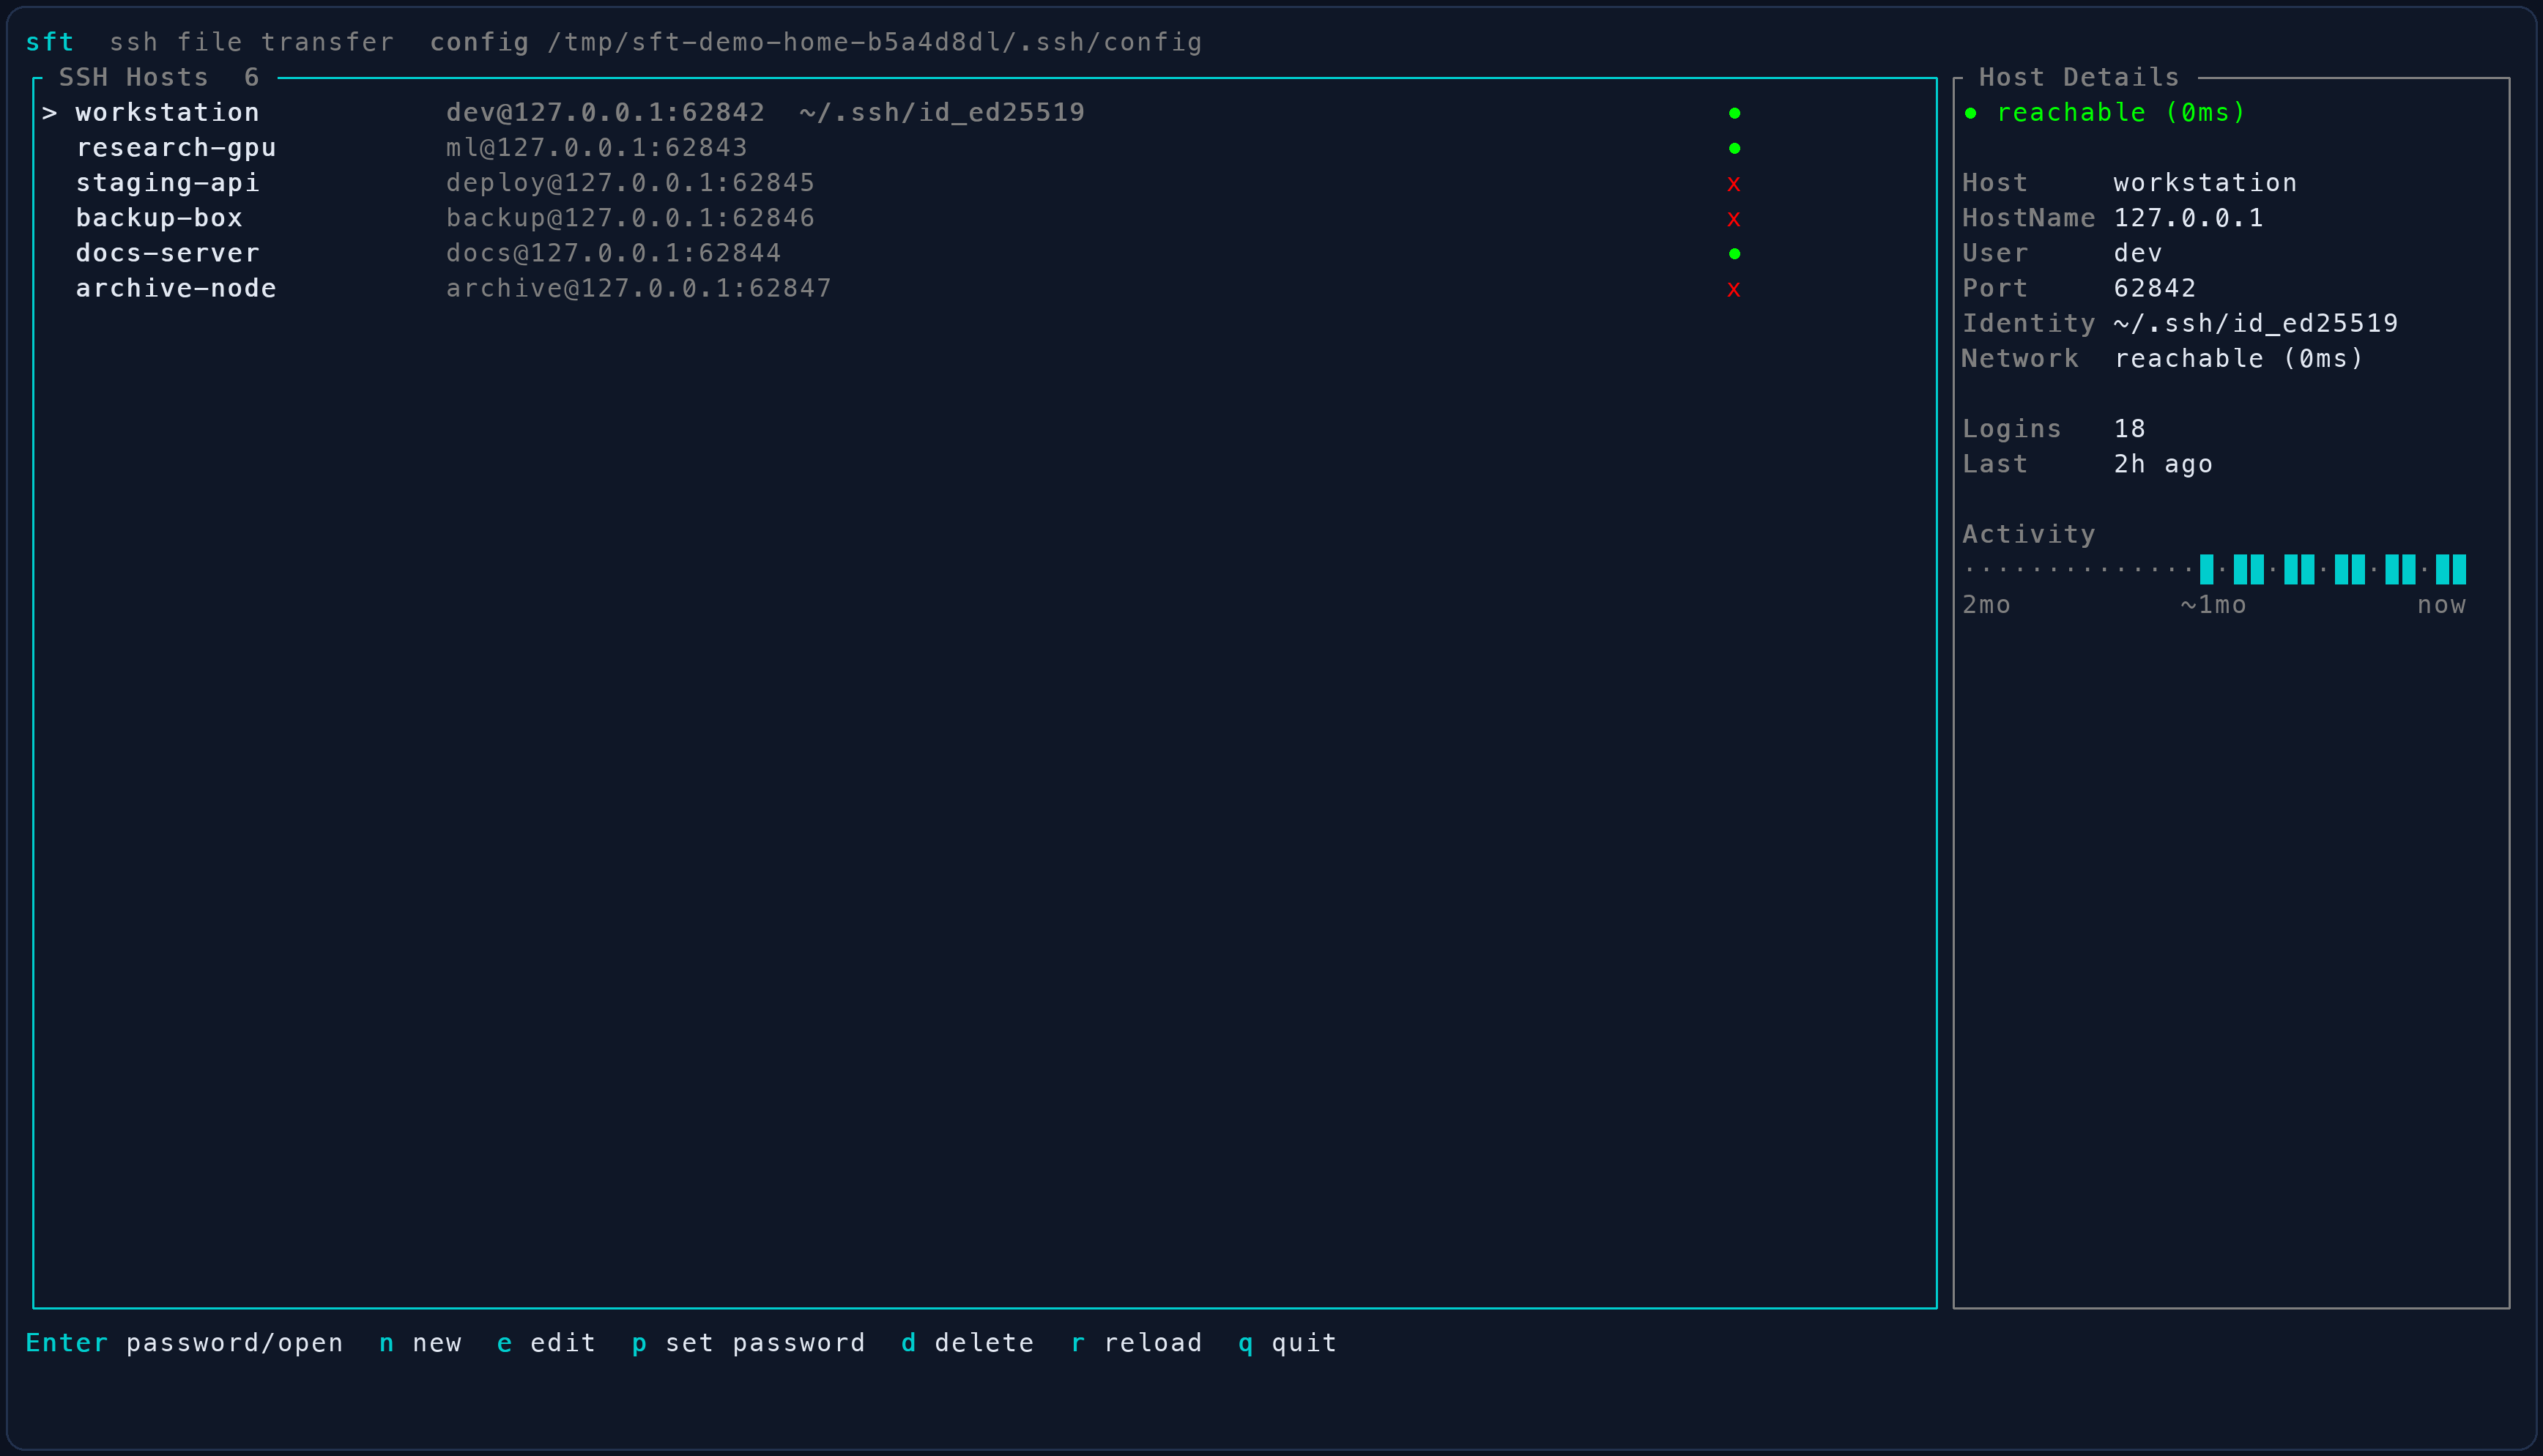 sft  ssh file transfer  config /tmp/sft-demo-home-b5a4d8dl/.ssh/config
SSH Hosts  6
> workstation  dev@127.0.0.1:62842  ~/.ssh/id_ed25519  ●
research-gpu  ml@127.0.0.1:62843  ●
staging-api  deploy@127.0.0.1:62845  x
backup-box  backup@127.0.0.1:62846  x
docs-server  docs@127.0.0.1:62844  ●
archive-node  archive@127.0.0.1:62847  x
Host Details
● reachable (0ms)
Host  workstation
HostName  127.0.0.1
User  dev
Port  62842
Identity  ~/.ssh/id_ed25519
Network  reachable (0ms)
Logins  18
Last  2h ago
Activity
2mo  ~1mo  now
Enter password/open  n new  e edit  p set password  d delete  r reload  q quit